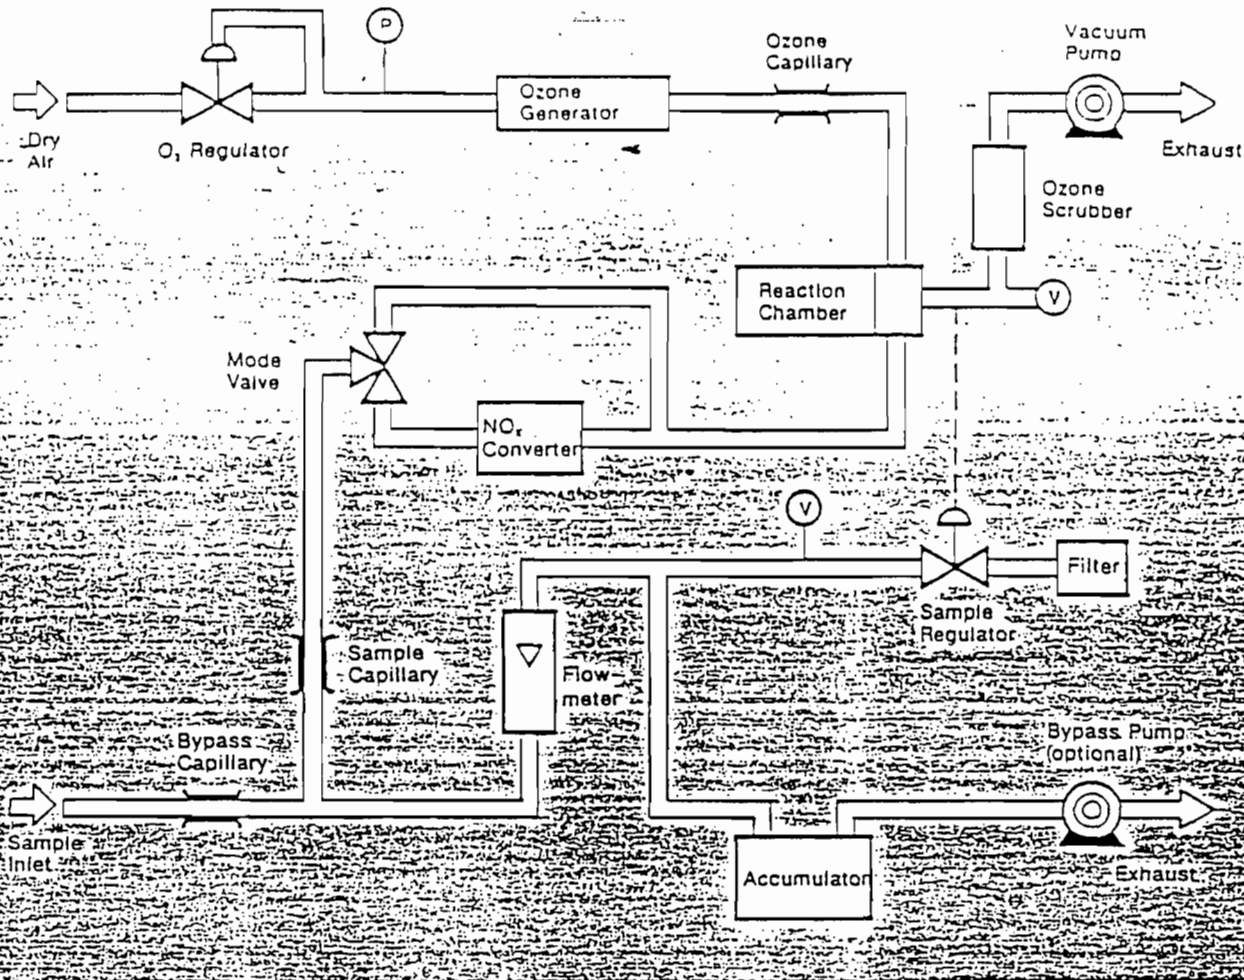 P
Ozone
Capillary
Vacuum
Pump
Ozone
Generator
Dry
Air
O₃ Regulator
Exhaust
Ozone
Scrubber
Reaction
Chamber
V
Mode
Valve
NOₓ
Converter
V
Filter
Sample
Regulator
Sample
Capillary
Flow-
meter
Bypass
Capillary
Bypass Pump
(optional)
Sample
Inlet
Accumulator
Exhaust